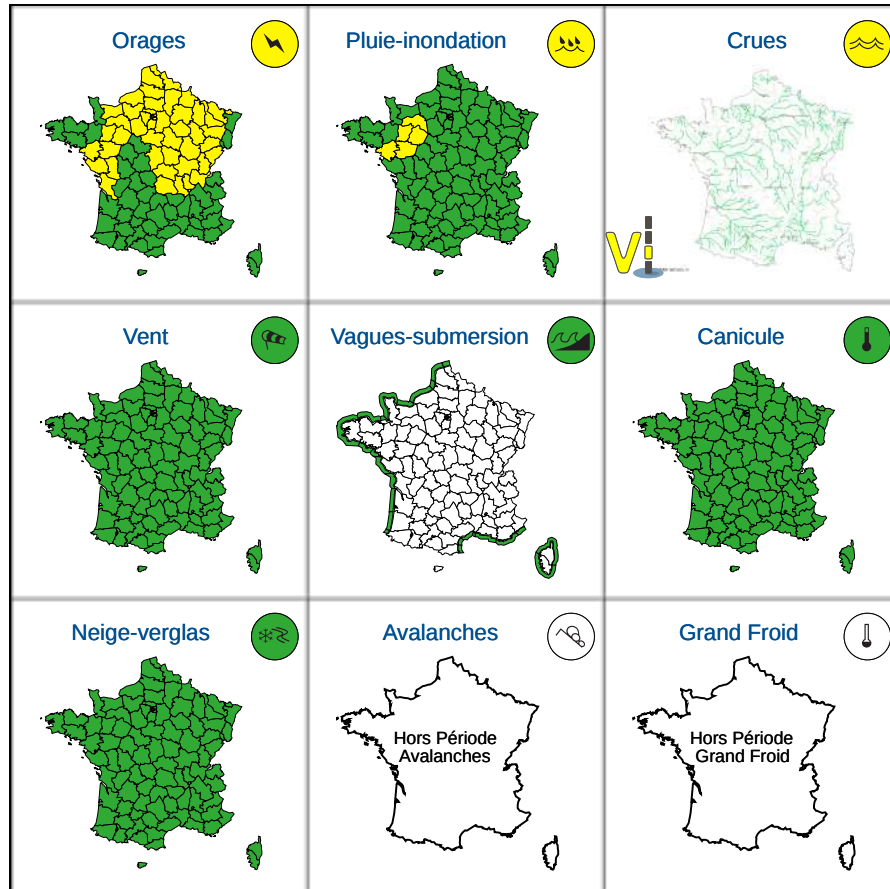 Orages
Pluie-inondation
Crues
Vi
Vent
Vagues-submersion
Canicule
Neige-verglas
Avalanches
Hors Période
Avalanches
Grand Froid
Hors Période
Grand Froid